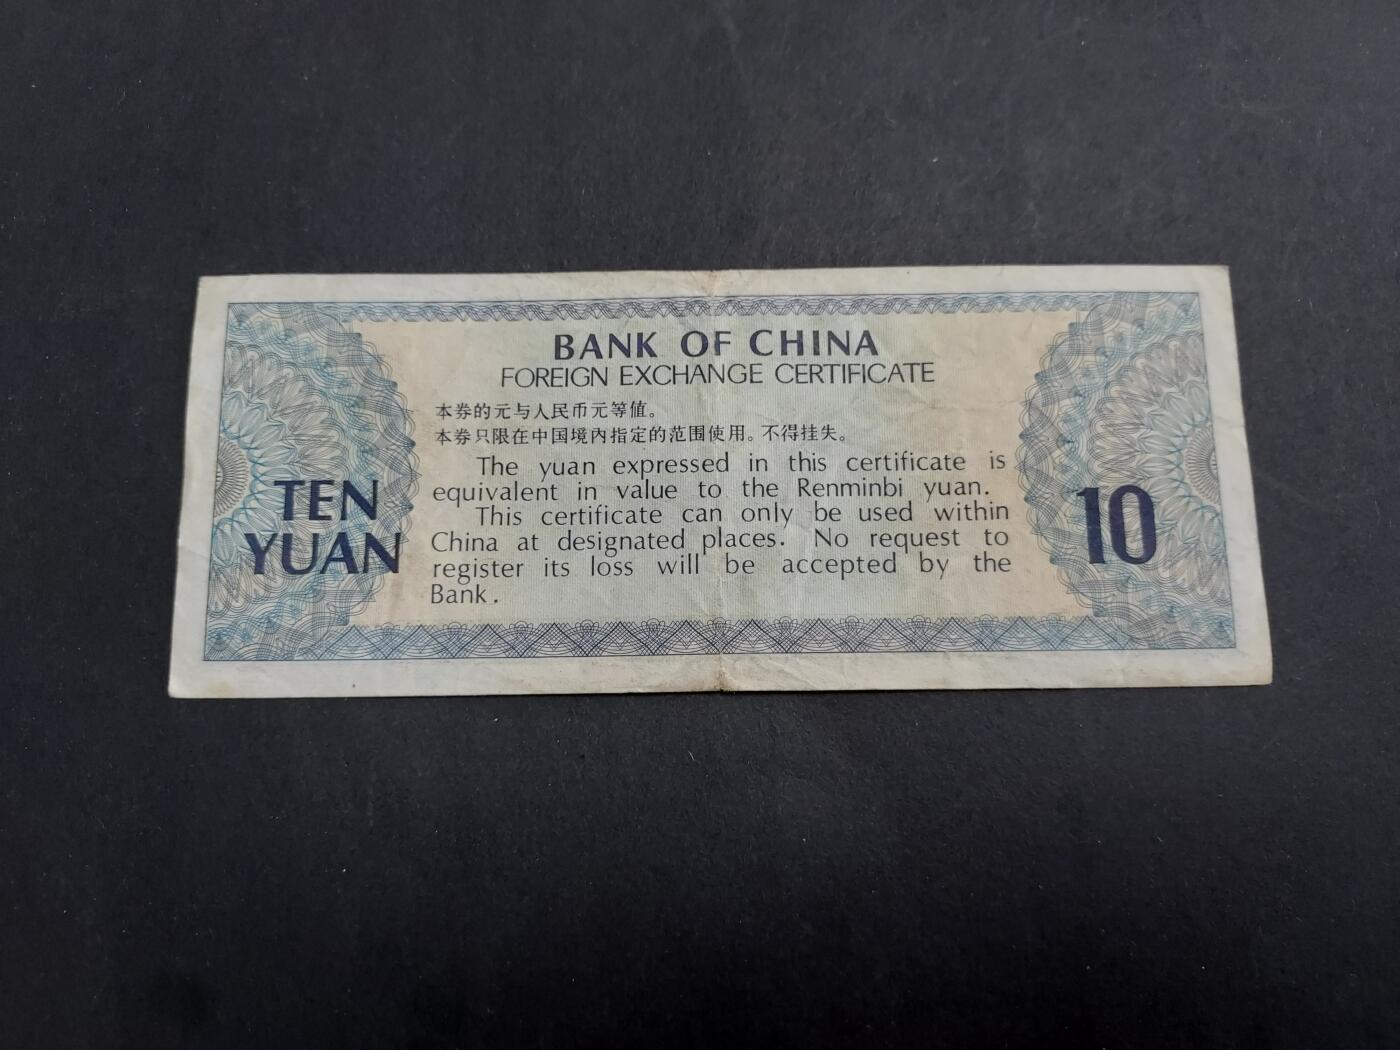 BANK OF CHINA
FOREIGN EXCHANGE CERTIFICATE
本券的元与人民币元等值。
本券只限在中国境内指定的范围使用。不得挂失。
The yuan expressed in this certificate is
equivalent in value to the Renminbi yuan.
This certificate can only be used within
China at designated places. No request to
register its loss will be accepted by the
Bank.
TEN
YUAN
10